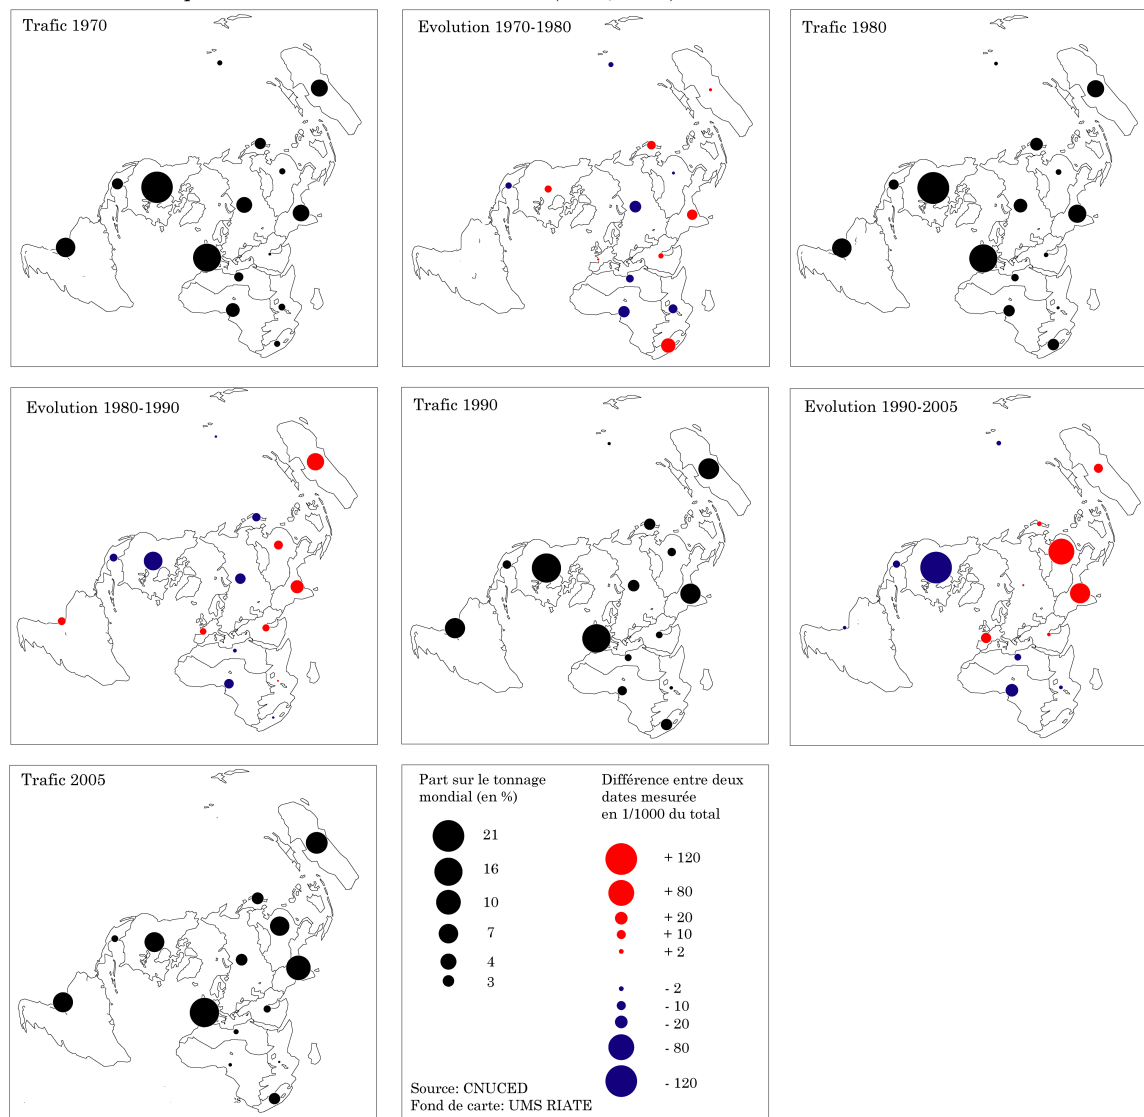 Trafic 1970
Evolution 1970-1980
Trafic 1980
Evolution 1980-1990
Trafic 1990
Evolution 1990-2005
Trafic 2005
Part sur le tonnage
mondial (en %)
21
16
10
7
4
3
Différence entre deux
dates mesurée
en 1/1000 du total
+ 120
+ 80
+ 20
+ 10
+ 2
- 2
- 10
- 20
- 80
- 120
Source: CNUCED
Fond de carte: UMS RIATE